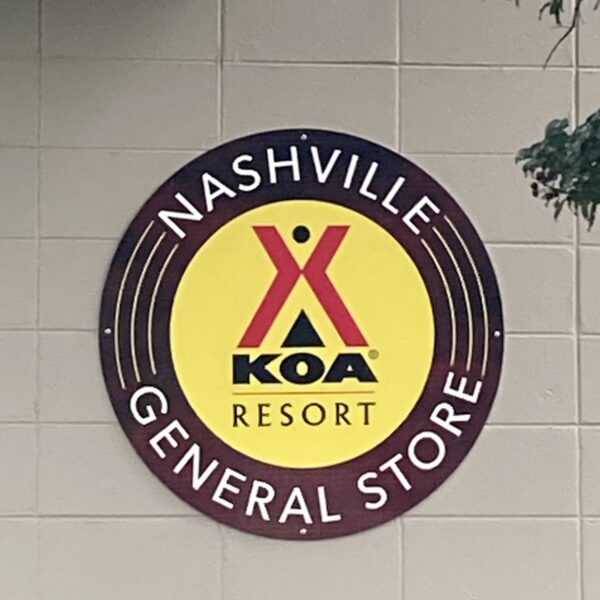 NASHVILLE
KOA®
RESORT
GENERAL STORE